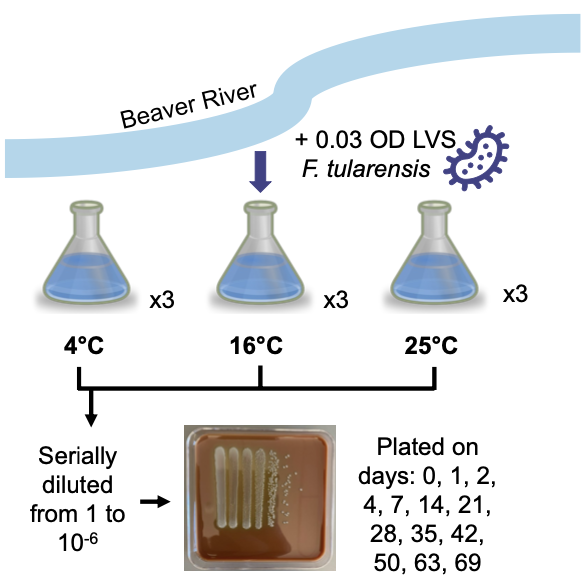 Beaver River
+ 0.03 OD LVS
F. tularensis
x3
x3
x3
4°C
16°C
25°C
Serially
diluted
from 1 to
10-6
Plated on
days: 0, 1, 2,
4, 7, 14, 21,
28, 35, 42,
50, 63, 69